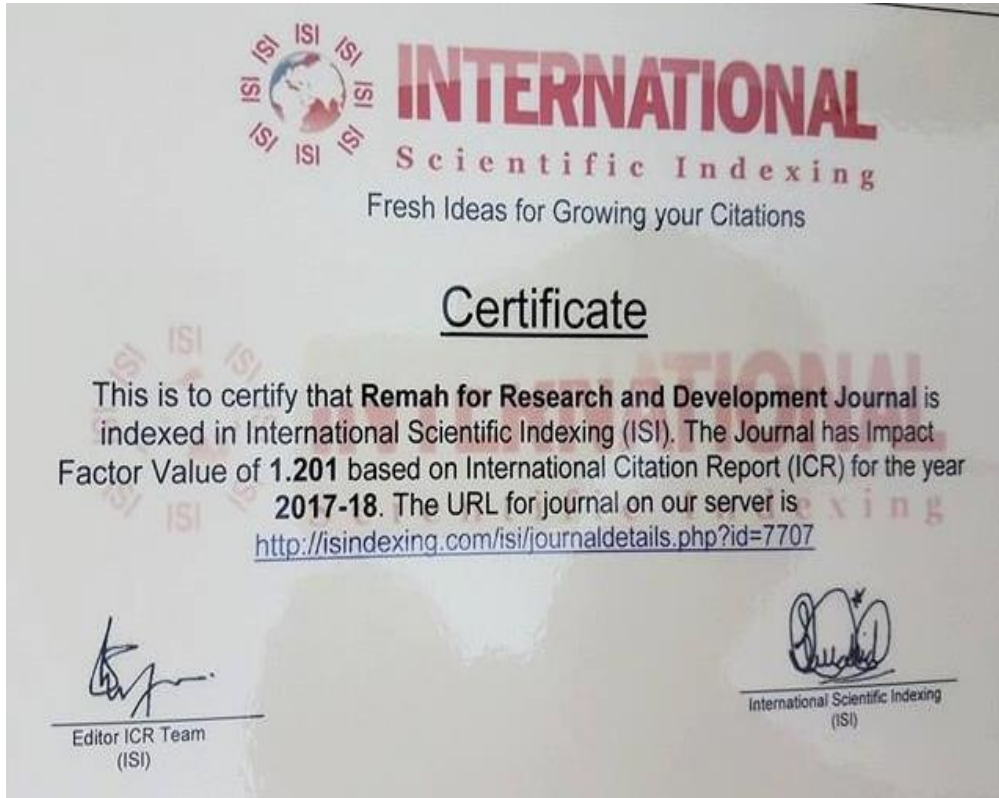 ISI ISI ISI ISI ISI ISI ISI ISI
INTERNATIONAL
Scientific Indexing
Fresh Ideas for Growing your Citations
Certificate
This is to certify that Remah for Research and Development Journal is
indexed in International Scientific Indexing (ISI). The Journal has Impact
Factor Value of 1.201 based on International Citation Report (ICR) for the year
2017-18. The URL for journal on our server is
http://isindexing.com/isi/journaldetails.php?id=7707
Editor ICR Team
(ISI)
International Scientific Indexing
(ISI)